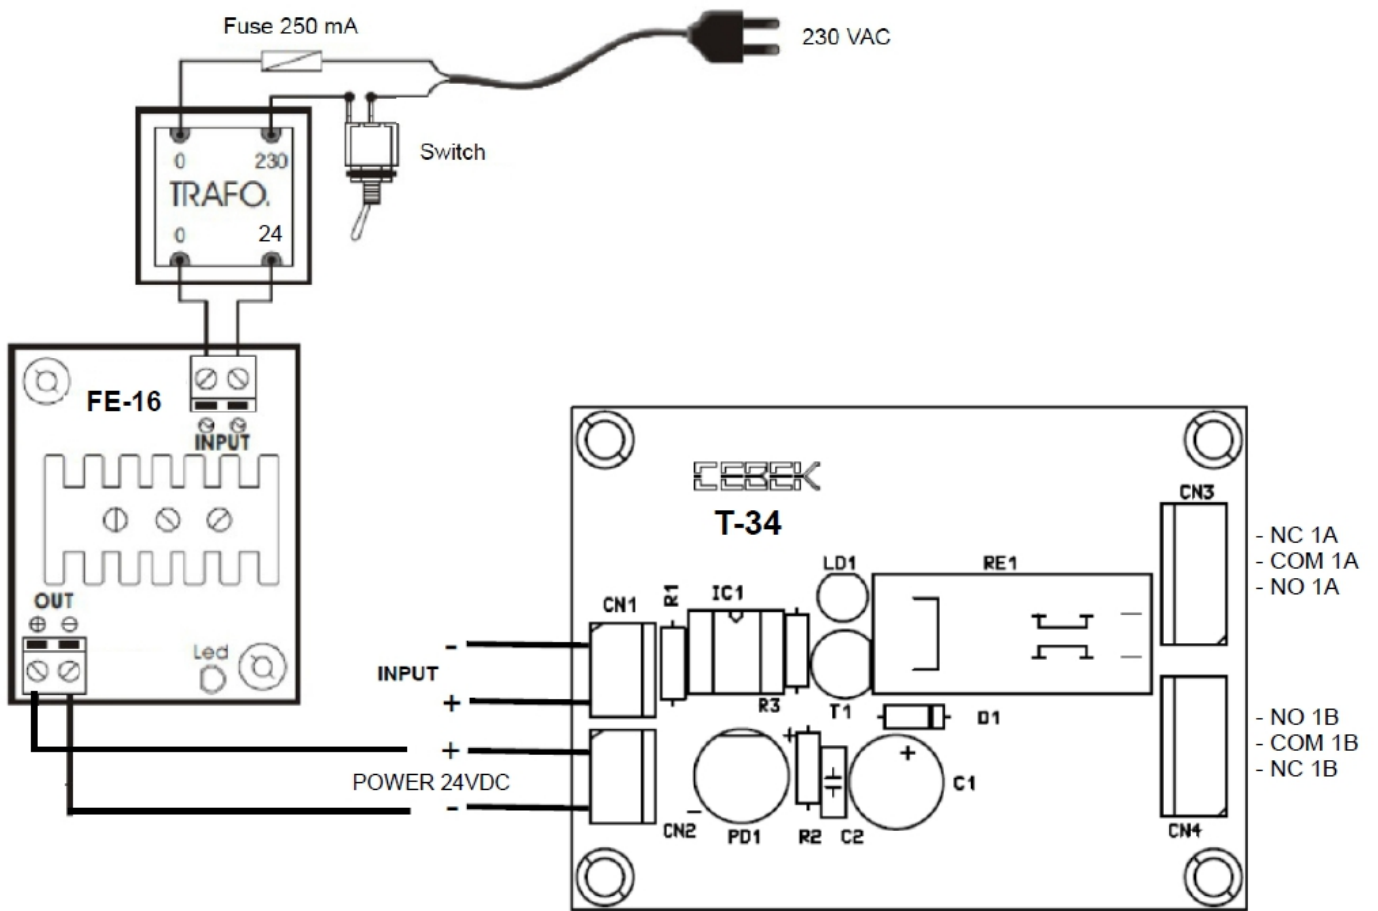 Fuse 250 mA
230 VAC
Switch
0 230
TRAFO.
0 24
FE-16
INPUT
OUT
+ -
Led
CEBEK
T-34
CN3
- NC 1A
- COM 1A
- NO 1A
LD1
RE1
CN1
R1
IC1
-
INPUT
+
R3
T1
D1
- NO 1B
- COM 1B
- NC 1B
+
POWER 24VDC
-
+
+
C1
CN2
-
PD1
R2
C2
CN4